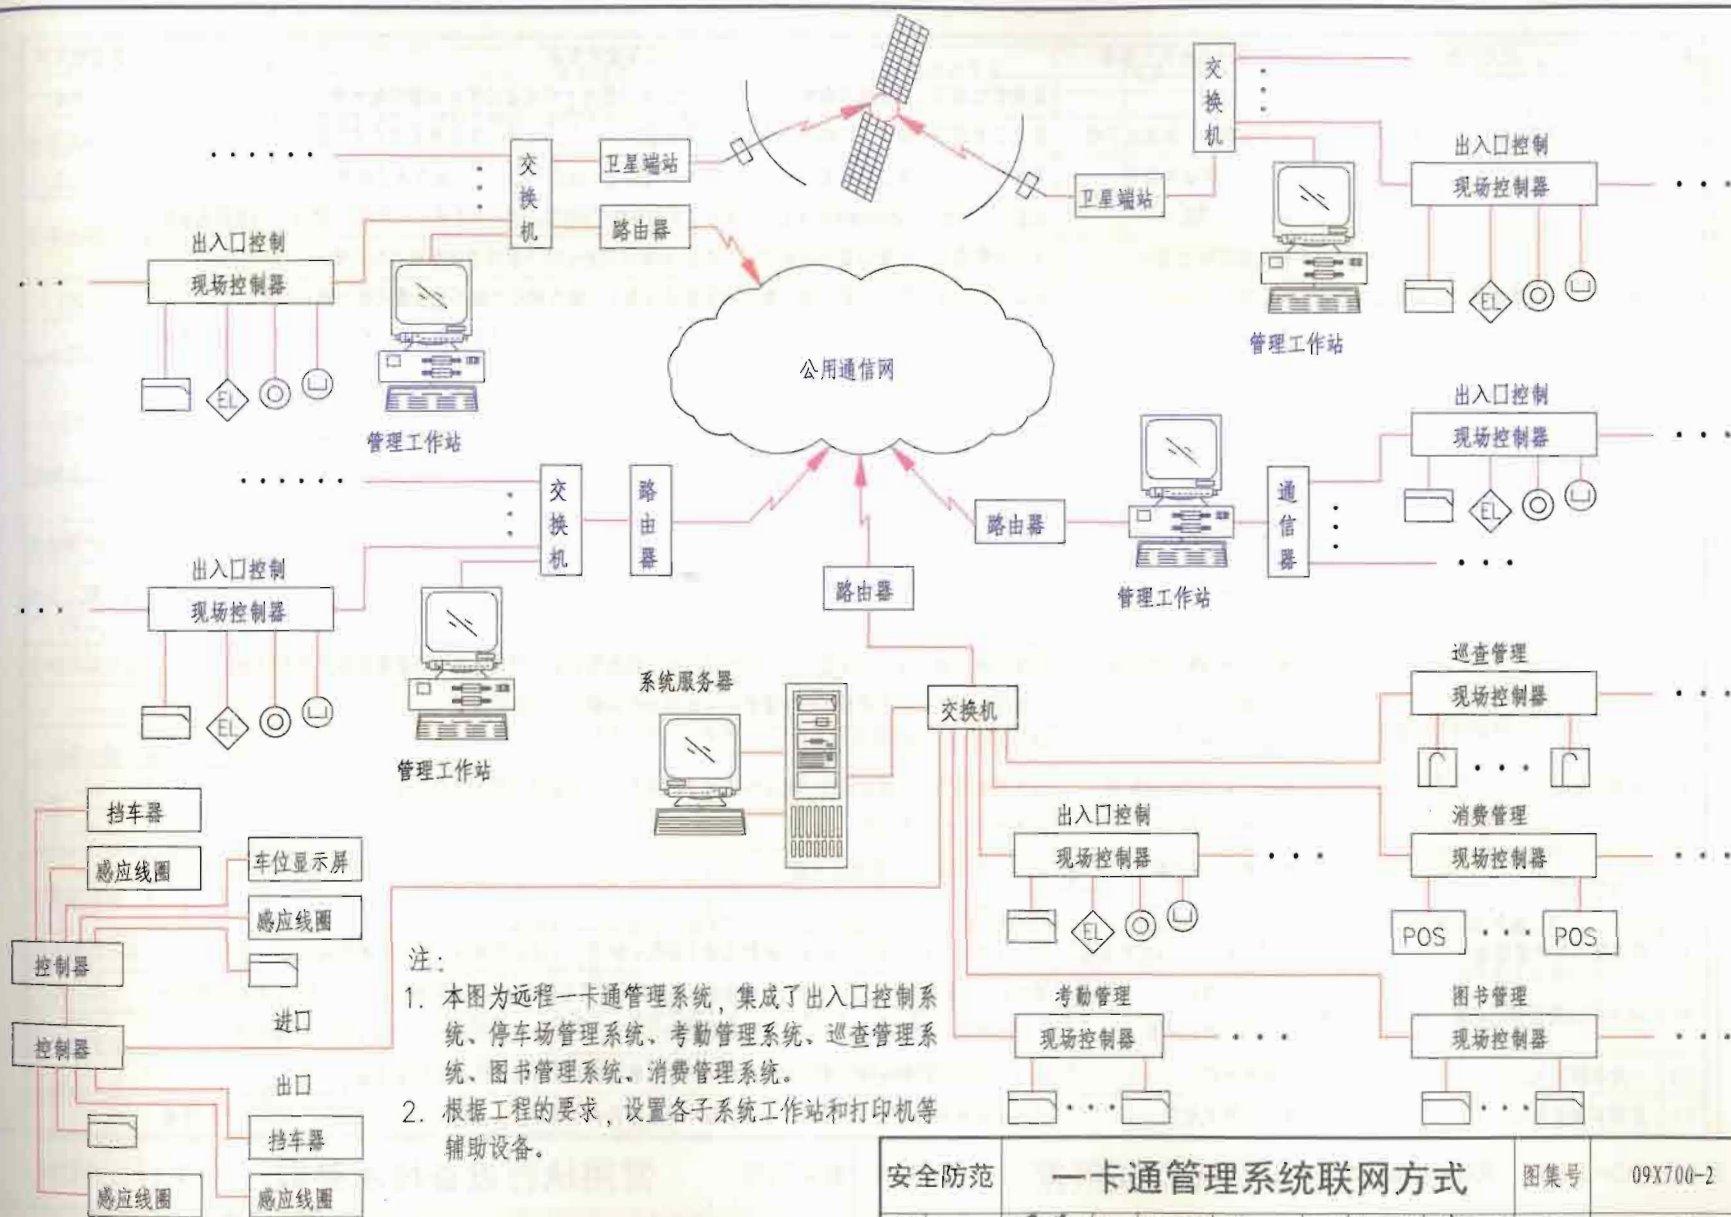 交换机
卫星端站
路由器
······
出入口控制
现场控制器
···
EL
管理工作站
交换机
卫星端站
出入口控制
现场控制器
···
EL
管理工作站
公用通信网
······
交换机
路由器
出入口控制
现场控制器
···
EL
管理工作站
路由器
管理工作站
通信器
出入口控制
现场控制器
···
EL
···
路由器
系统服务器
交换机
巡查管理
现场控制器
···
···
消费管理
现场控制器
···
POS ··· POS
出入口控制
现场控制器
···
EL
考勤管理
现场控制器
···
···
图书管理
现场控制器
···
···
挡车器
感应线圈
车位显示屏
感应线圈
控制器
进口
控制器
出口
挡车器
感应线圈
感应线圈
注:
1. 本图为远程一卡通管理系统,集成了出入口控制系
统、停车场管理系统、考勤管理系统、巡查管理系
统、图书管理系统、消费管理系统。
2. 根据工程的要求,设置各子系统工作站和打印机等
辅助设备。
安全防范 一卡通管理系统联网方式 图集号 09X700-2